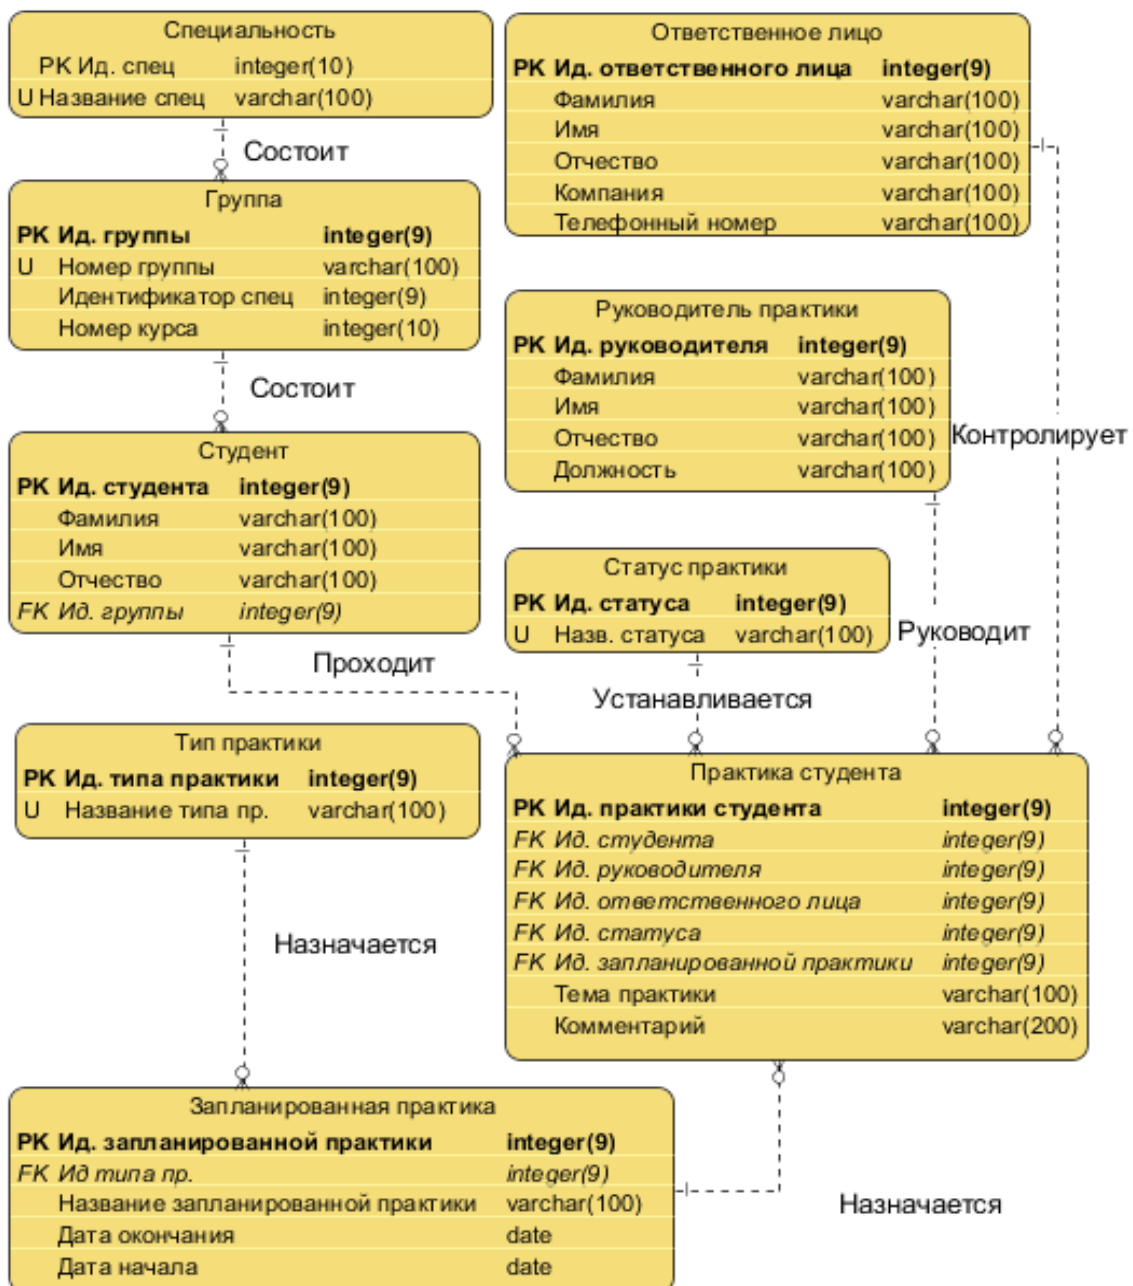 Специальность
PK Ид. спец integer(10)
U Название спец varchar(100)
Состоит
Группа
PK Ид. группы integer(9)
U Номер группы varchar(100)
Идентификатор спец integer(9)
Номер курса integer(10)
Состоит
Студент
PK Ид. студента integer(9)
Фамилия varchar(100)
Имя varchar(100)
Отчество varchar(100)
FK Ид. группы integer(9)
Проходит
Ответственное лицо
PK Ид. ответственного лица integer(9)
Фамилия varchar(100)
Имя varchar(100)
Отчество varchar(100)
Компания varchar(100)
Телефонный номер varchar(100)
Руководитель практики
PK Ид. руководителя integer(9)
Фамилия varchar(100)
Имя varchar(100)
Отчество varchar(100)
Должность varchar(100)
Контролирует
Статус практики
PK Ид. статуса integer(9)
U Назв. статуса varchar(100)
Руководит
Устанавливается
Тип практики
PK Ид. типа практики integer(9)
U Название типа пр. varchar(100)
Назначается
Практика студента
PK Ид. практики студента integer(9)
FK Ид. студента integer(9)
FK Ид. руководителя integer(9)
FK Ид. ответственного лица integer(9)
FK Ид. статуса integer(9)
FK Ид. запланированной практики integer(9)
Тема практики varchar(100)
Комментарий varchar(200)
Запланированная практика
PK Ид. запланированной практики integer(9)
FK Ид типа пр. integer(9)
Название запланированной практики varchar(100)
Дата окончания date
Дата начала date
Назначается